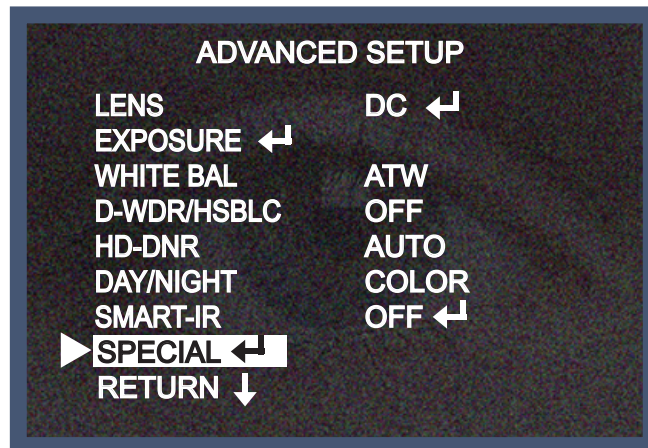 ADVANCED SETUP
LENS DC ↵
EXPOSURE ↵
WHITE BAL ATW
D-WDR/HSBLC OFF
HD-DNR AUTO
DAY/NIGHT COLOR
SMART-IR OFF ↵
SPECIAL ↵
RETURN ↓